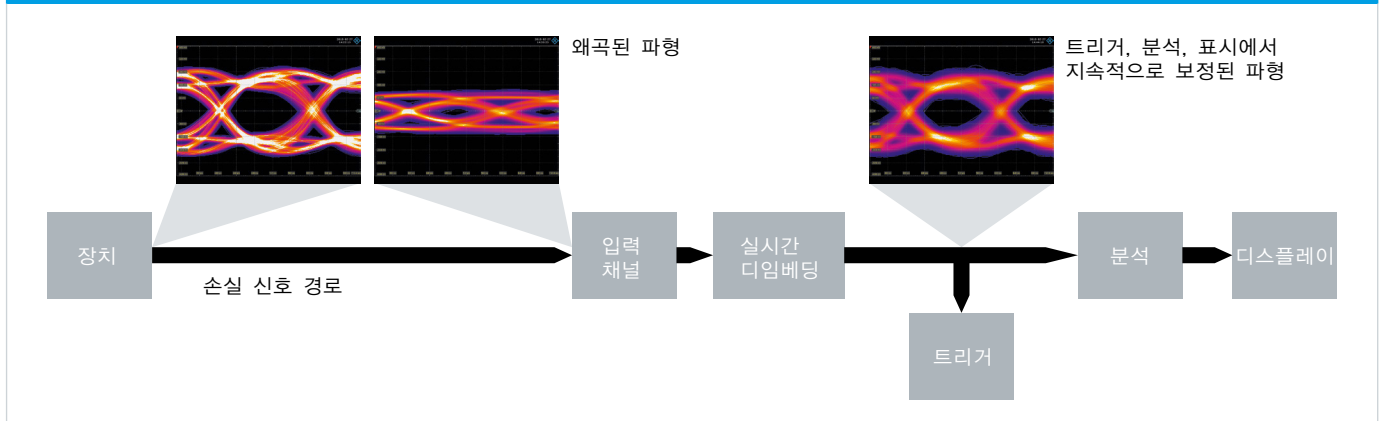 왜곡된 파형
트리거, 분석, 표시에서
지속적으로 보정된 파형
장치
손실 신호 경로
입력
채널
실시간
디임베딩
분석
디스플레이
트리거